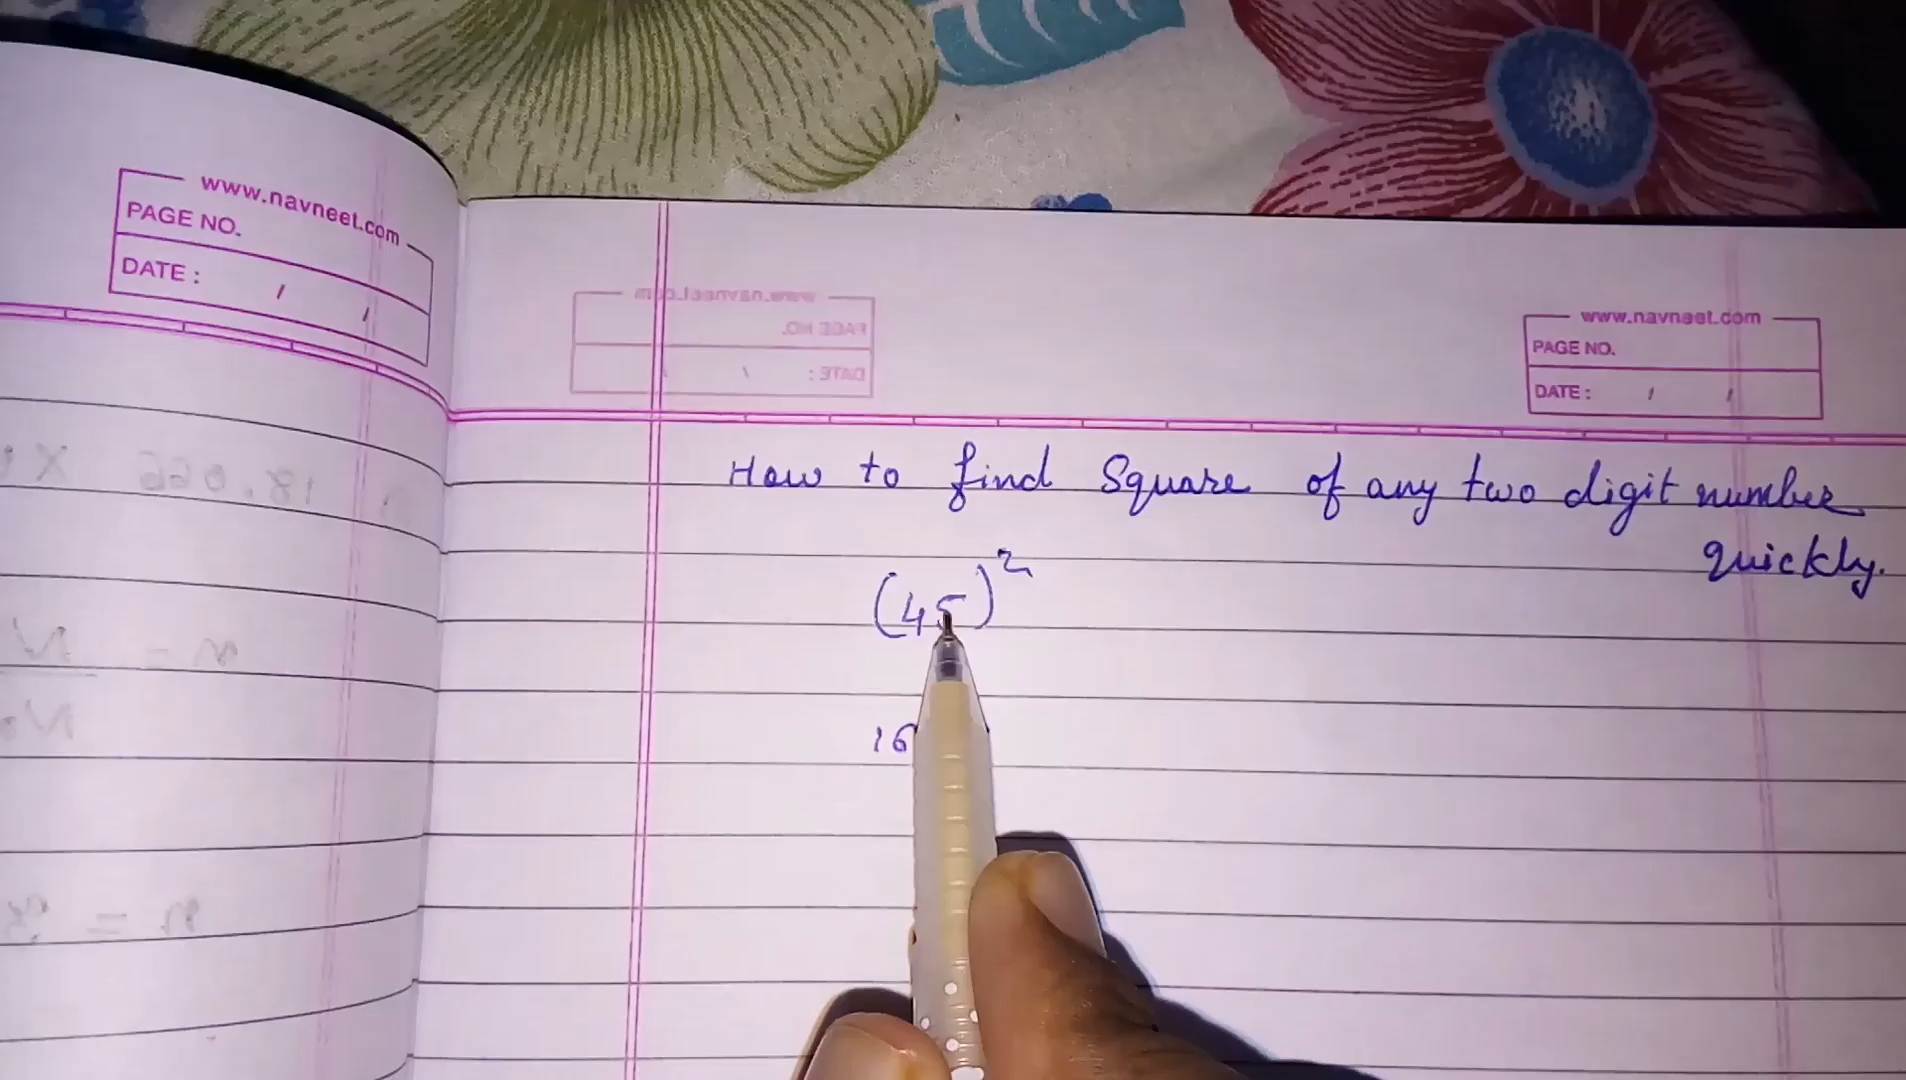 www.navneet.com
PAGE NO.
DATE : / /
www.navneet.com
PAGE NO.
DATE : / /
How to find Square of any two digit number
quickly.
(45)²
16